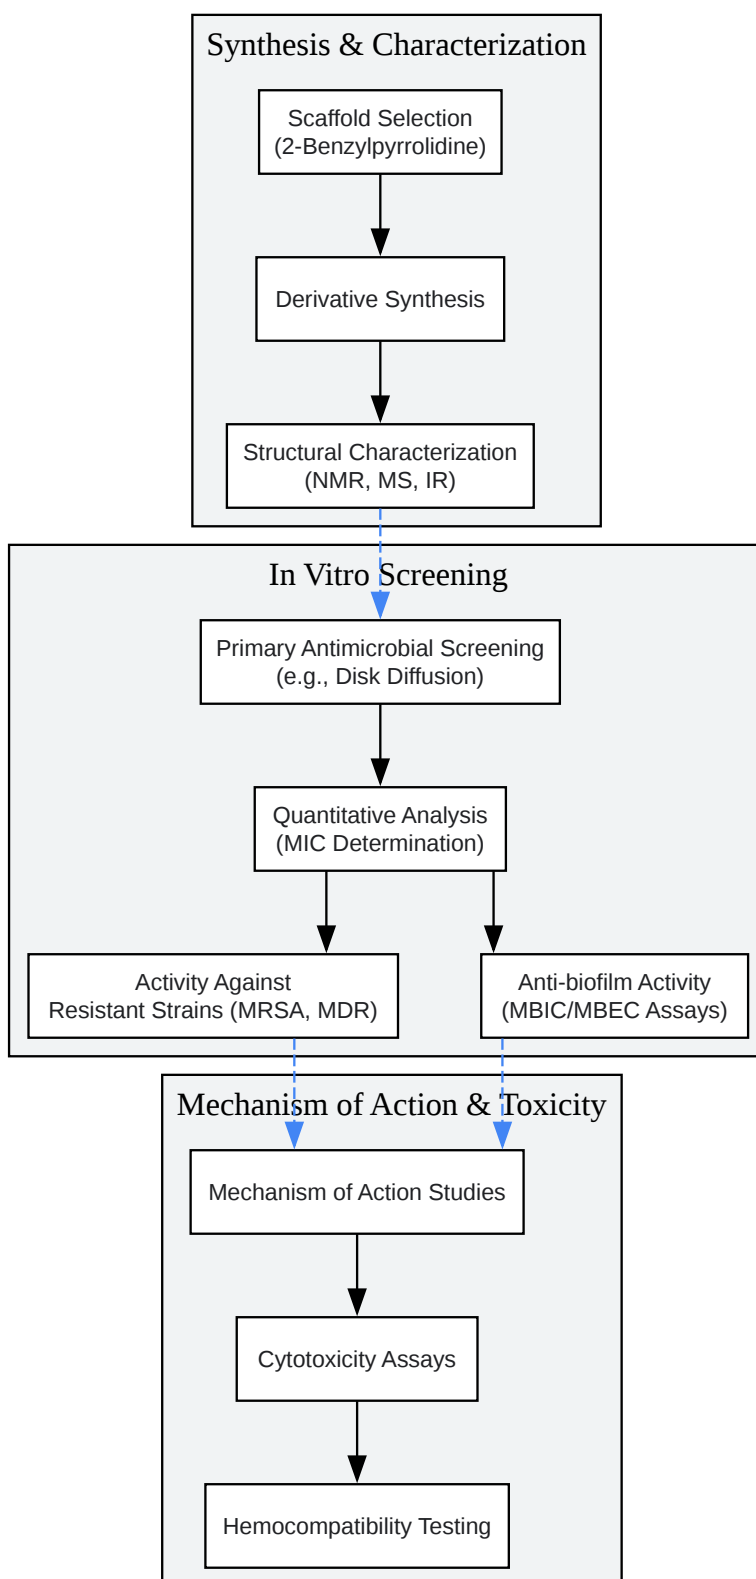 Synthesis & Characterization
Scaffold Selection
(2-Benzylpyrrolidine)
Derivative Synthesis
Structural Characterization
(NMR, MS, IR)
In Vitro Screening
Primary Antimicrobial Screening
(e.g., Disk Diffusion)
Quantitative Analysis
(MIC Determination)
Activity Against
Resistant Strains (MRSA, MDR)
Anti-biofilm Activity
(MBIC/MBEC Assays)
Mechanism of Action & Toxicity
Mechanism of Action Studies
Cytotoxicity Assays
Hemocompatibility Testing